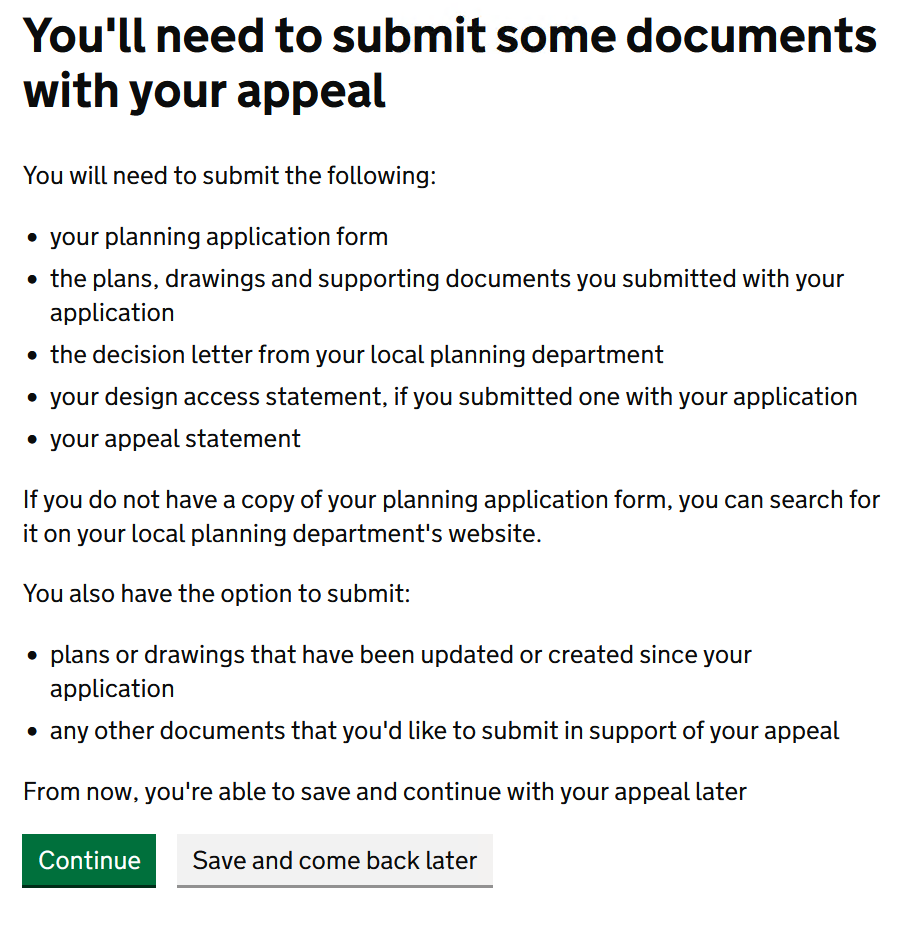 You'll need to submit some documents
with your appeal
You will need to submit the following:
• your planning application form
• the plans, drawings and supporting documents you submitted with your
application
• the decision letter from your local planning department
• your design access statement, if you submitted one with your application
• your appeal statement
If you do not have a copy of your planning application form, you can search for
it on your local planning department's website.
You also have the option to submit:
• plans or drawings that have been updated or created since your
application
• any other documents that you'd like to submit in support of your appeal
From now, you're able to save and continue with your appeal later
Continue
Save and come back later